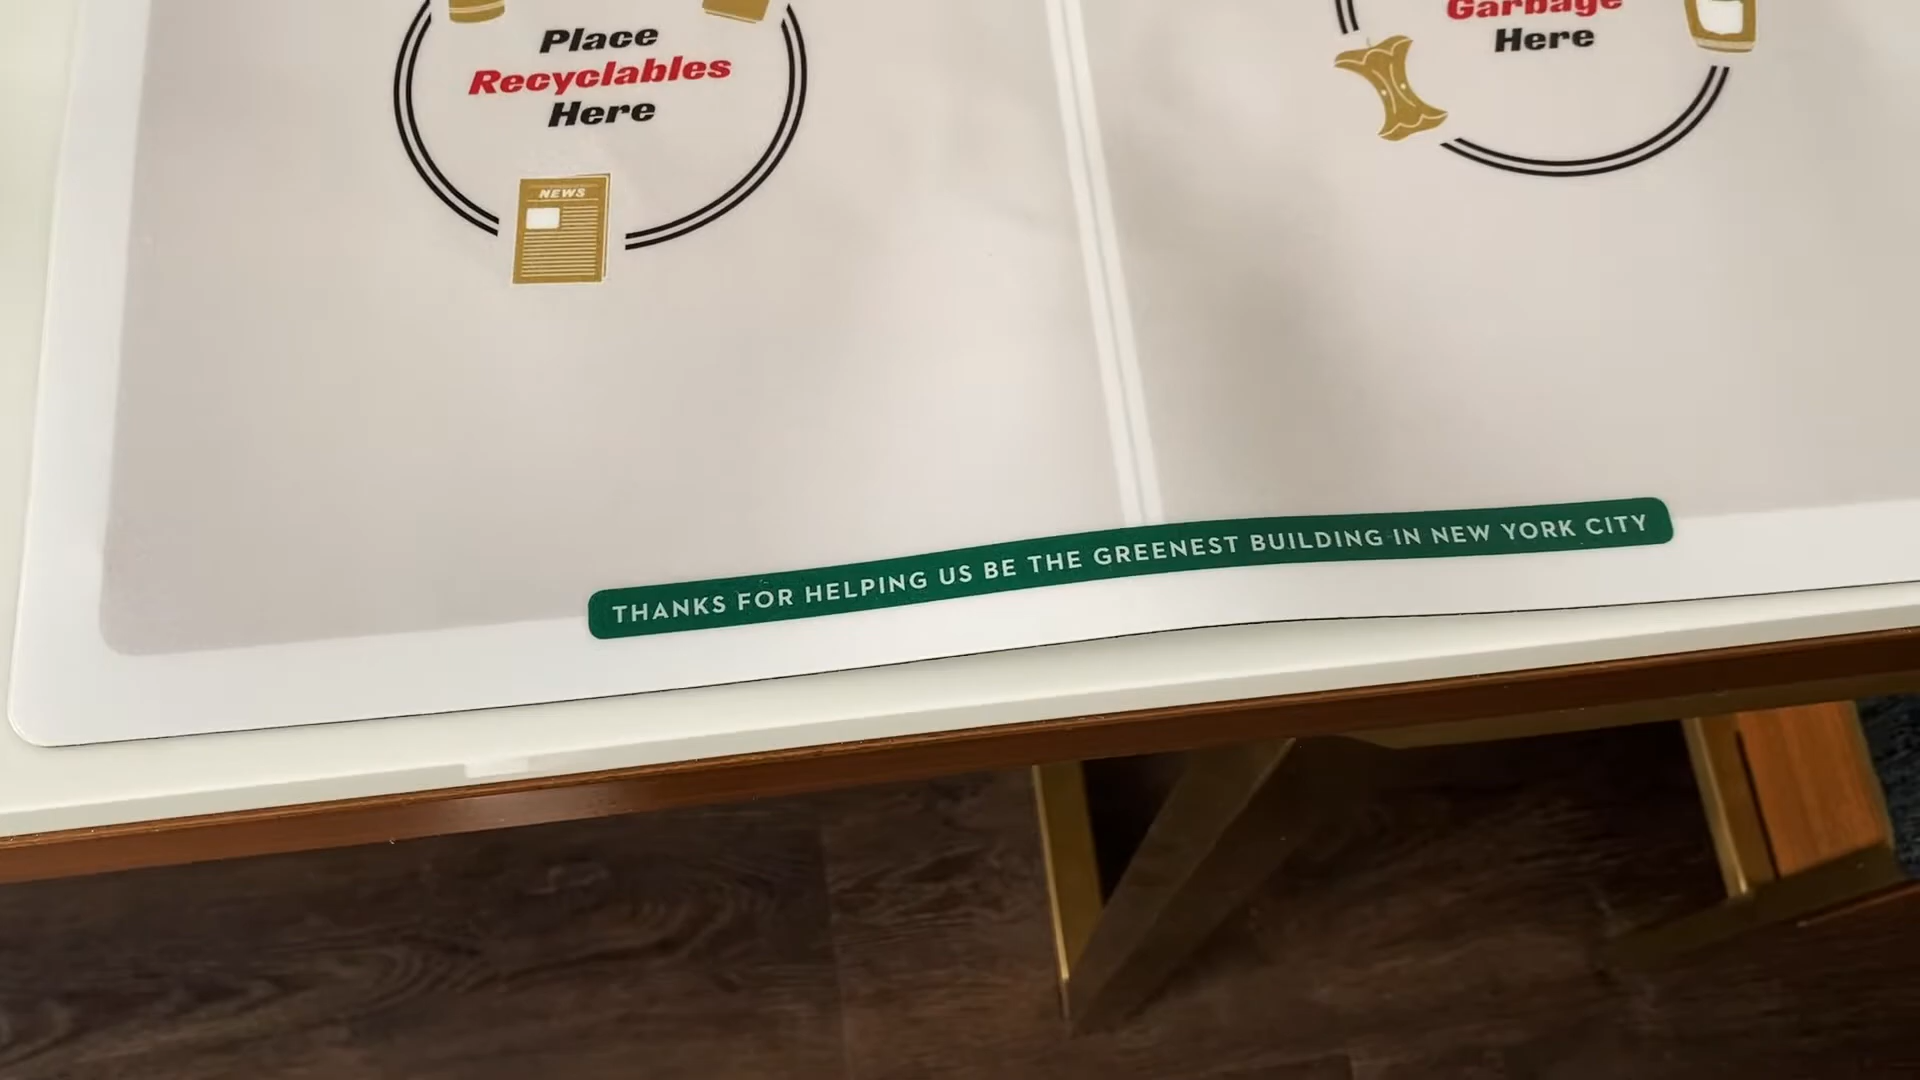 Place
Recyclables
Here
NEWS
Garbage
Here
THANKS FOR HELPING US BE THE GREENEST BUILDING IN NEW YORK CITY